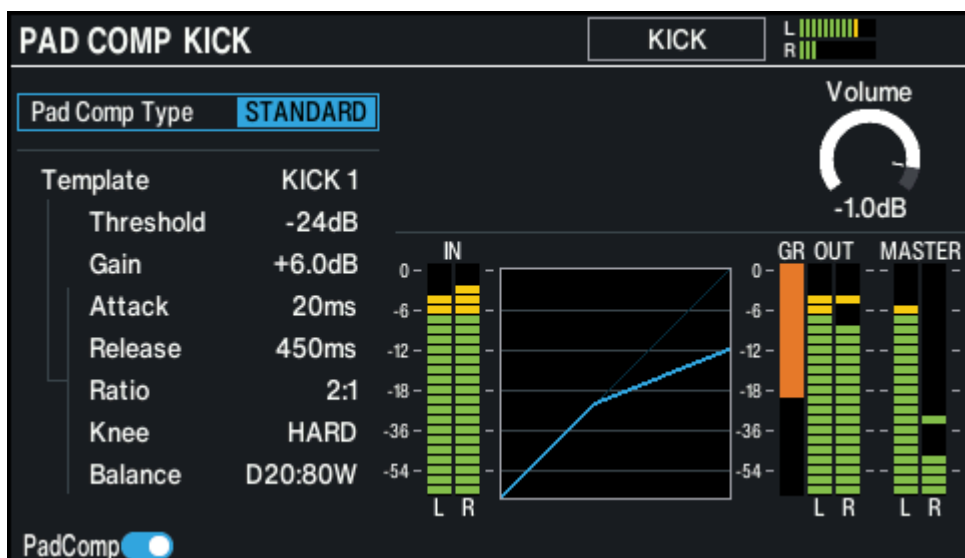 PAD COMP KICK
KICK
L
R
Pad Comp Type STANDARD
Volume
-1.0dB
Template KICK 1
Threshold -24dB
Gain +6.0dB
Attack 20ms
Release 450ms
Ratio 2:1
Knee HARD
Balance D20:80W
IN
GR OUT MASTER
0- - 0- - - -
-6- - -6- - - -
-12- - -12- - - -
-18- - -18- - - -
-36- - -36- - - -
-54- - -54- - - -
L R L R L R
PadComp